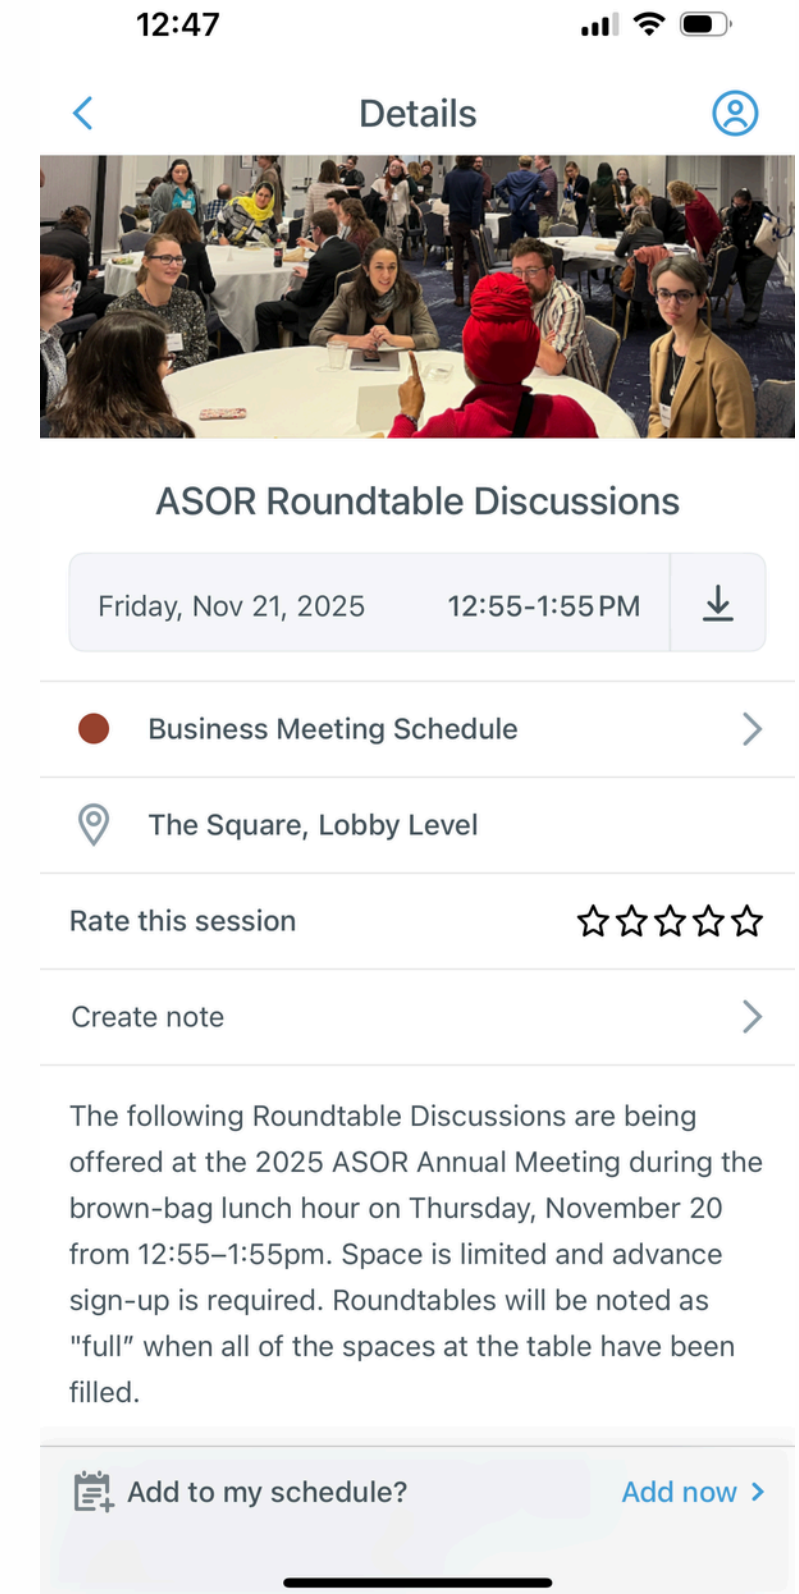 12:47
Details
ASOR Roundtable Discussions
Friday, Nov 21, 2025 12:55-1:55 PM
Business Meeting Schedule
The Square, Lobby Level
Rate this session
Create note
The following Roundtable Discussions are being
offered at the 2025 ASOR Annual Meeting during the
brown-bag lunch hour on Thursday, November 20
from 12:55–1:55pm. Space is limited and advance
sign-up is required. Roundtables will be noted as
"full” when all of the spaces at the table have been
filled.
Add to my schedule? Add now